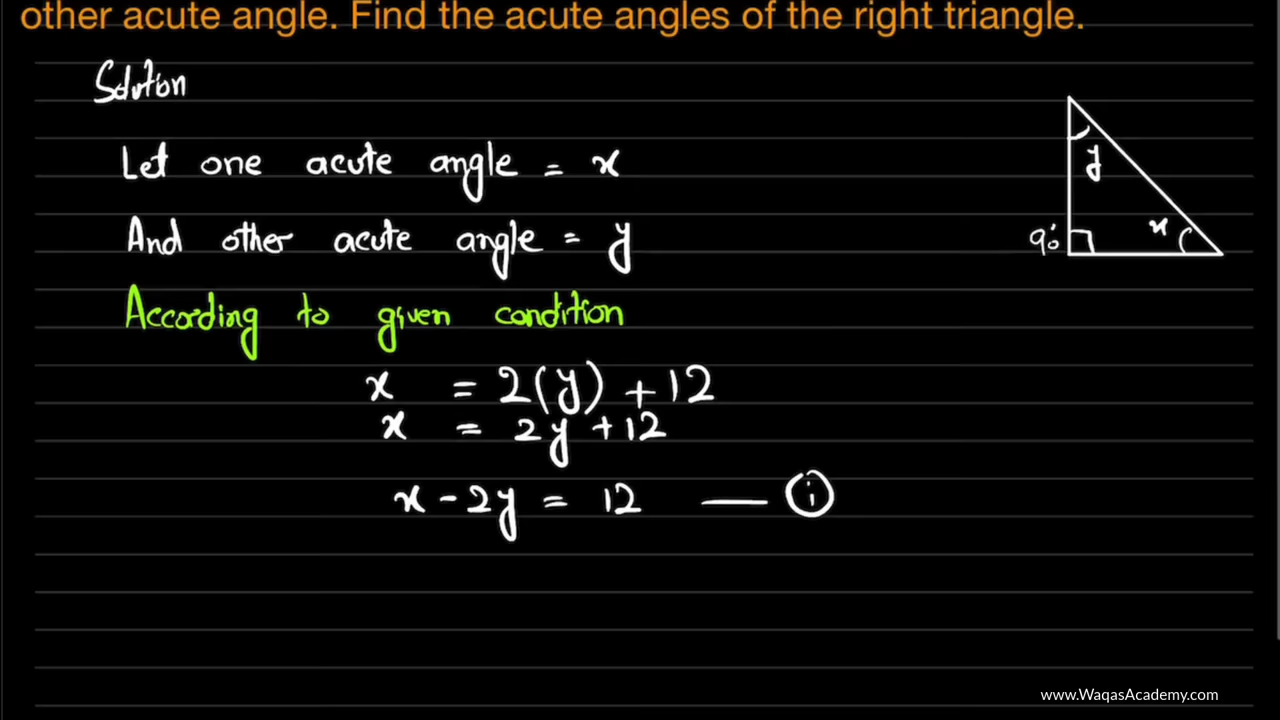 other acute angle. Find the acute angles of the right triangle.
Solution
Let one acute angle = x
And other acute angle = y
According to given condition
x = 2(y) + 12
x = 2y + 12
x - 2y = 12 — i
y
x
90°
www.WaqasAcademy.com